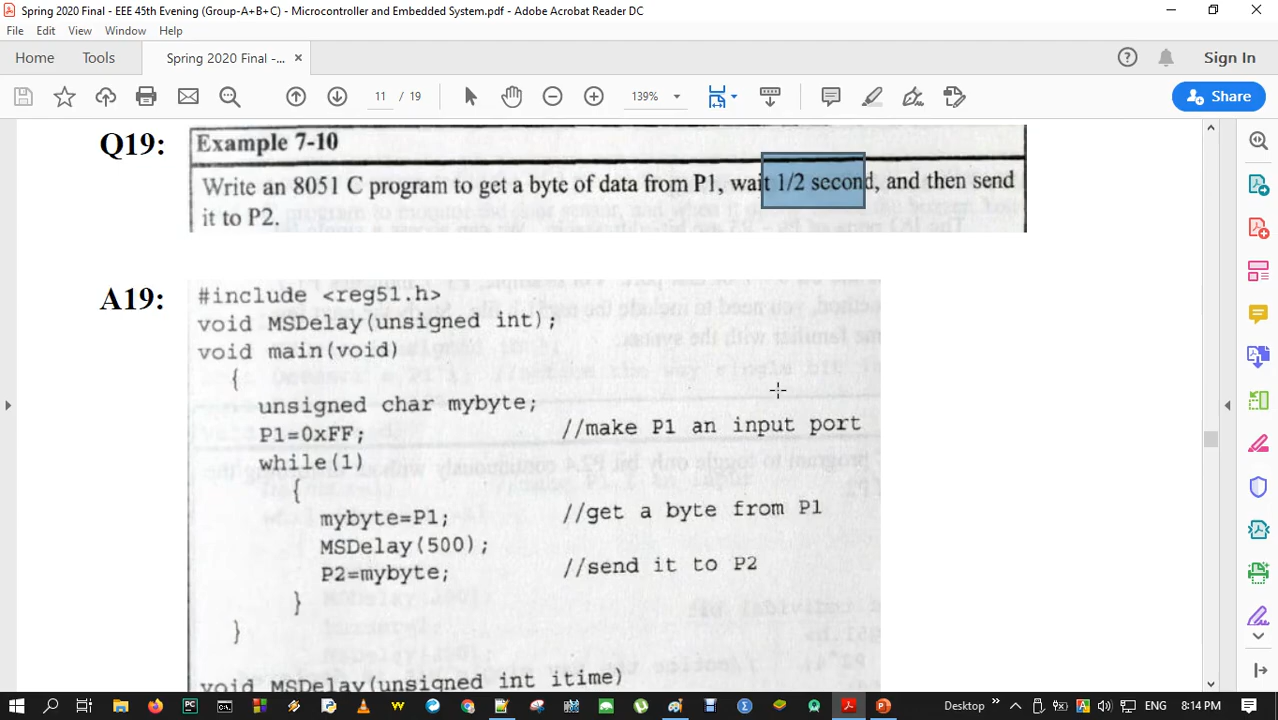 Spring 2020 Final - EEE 45th Evening (Group-A+B+C) - Microcontroller and Embedded System.pdf - Adobe Acrobat Reader DC
File Edit View Window Help
Home Tools Spring 2020 Final -... × Sign In
11 / 19 139% Share
Q19: Example 7-10
Write an 8051 C program to get a byte of data from P1, wait 1/2 second, and then send
it to P2.
A19: #include <reg51.h>
void MSDelay(unsigned int);
void main(void)
{
unsigned char mybyte;
P1=0xFF; //make P1 an input port
while(1)
{
mybyte=P1; //get a byte from P1
MSDelay(500);
P2=mybyte; //send it to P2
}
}
void MSDelay(unsigned int itime)
Desktop ENG 8:14 PM